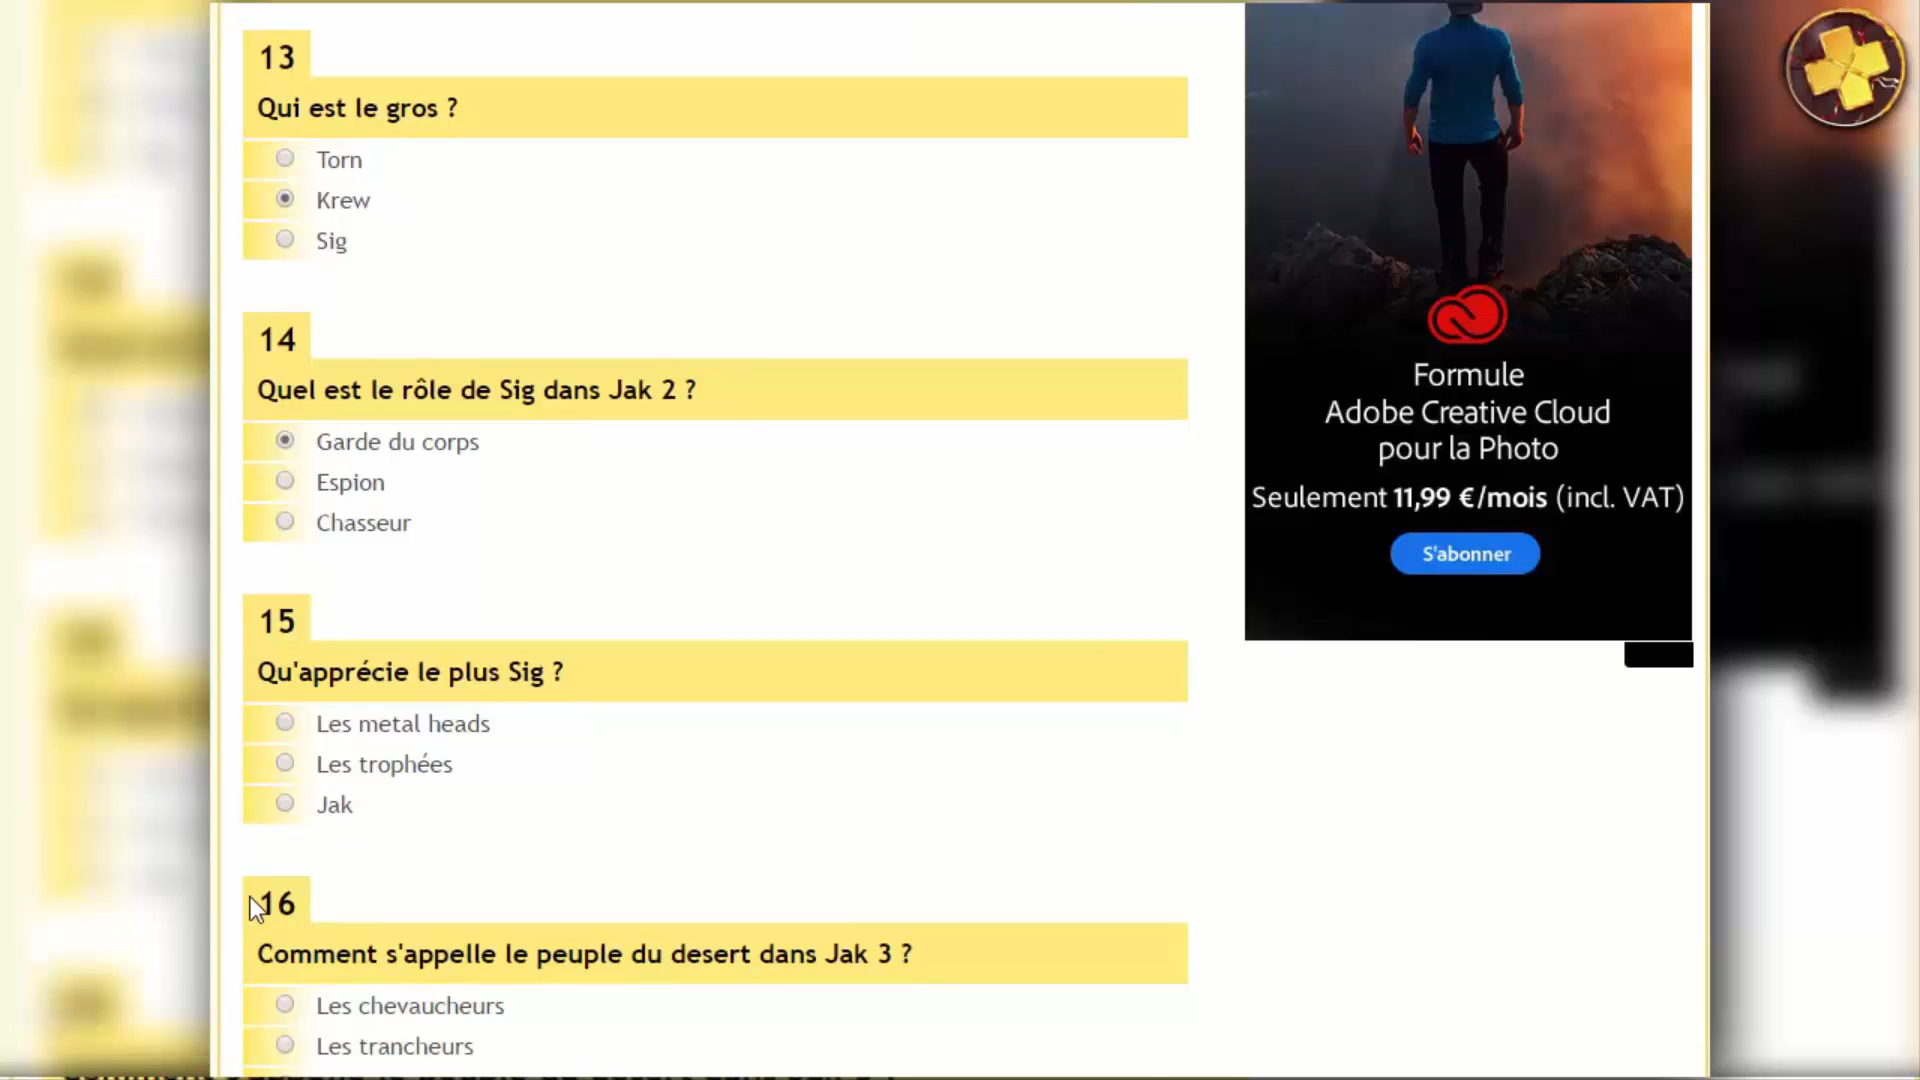 13
Qui est le gros ?
Torn
Krew
Sig
14
Quel est le rôle de Sig dans Jak 2 ?
Garde du corps
Espion
Chasseur
15
Qu'apprécie le plus Sig ?
Les metal heads
Les trophées
Jak
16
Comment s'appelle le peuple du desert dans Jak 3 ?
Les chevaucheurs
Les trancheurs
Formule
Adobe Creative Cloud
pour la Photo
Seulement 11,99 €/mois (incl. VAT)
S'abonner